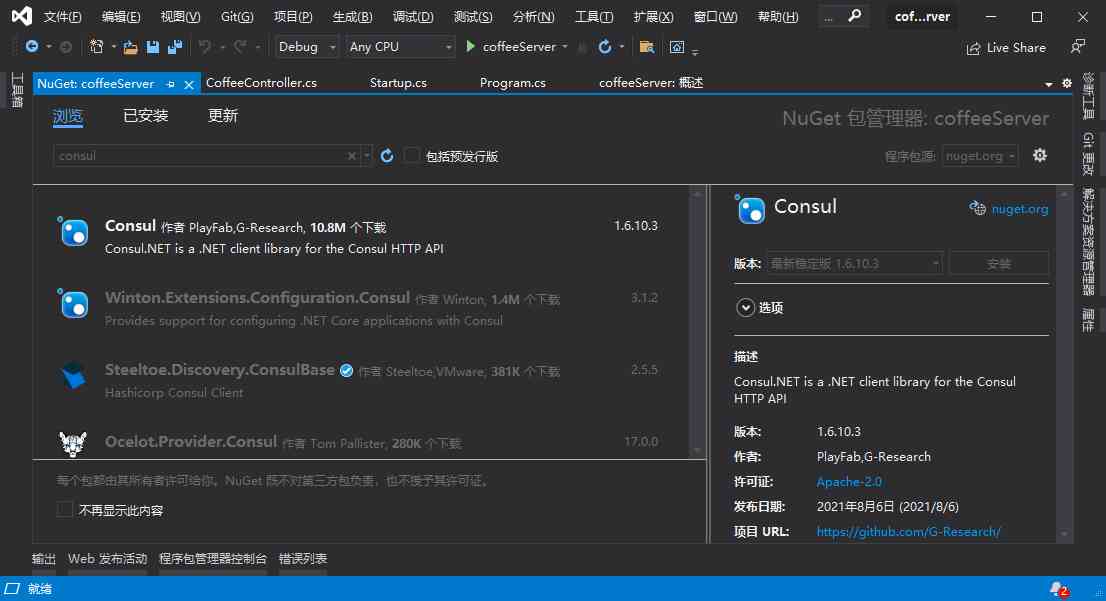 文件(F) 编辑(E) 视图(V) Git(G) 项目(P) 生成(B) 调试(D) 测试(S) 分析(N) 工具(T) 扩展(X) 窗口(W) 帮助(H) ... cof...rver
Debug Any CPU coffeeServer Live Share
工具箱
NuGet: coffeeServer CoffeeController.cs Startup.cs Program.cs coffeeServer: 概述
浏览 已安装 更新
NuGet 包管理器: coffeeServer
consul 包括预发行版 程序包源: nuget.org
Consul 作者 PlayFab,G-Research, 10.8M 个下载 1.6.10.3
Consul.NET is a .NET client library for the Consul HTTP API
Winton.Extensions.Configuration.Consul 作者 Winton, 1.4M 个下载 3.1.2
Provides support for configuring .NET Core applications with Consul
Steeltoe.Discovery.ConsulBase 作者 Steeltoe,VMware, 381K 个下载 2.5.5
Hashicorp Consul Client
Ocelot.Provider.Consul 作者 Tom Pallister, 280K 个下载 17.0.0
每个包都由其所有者许可给你。NuGet 既不对第三方包负责，也不授予其许可证。
不再显示此内容
Consul nuget.org
版本: 最新稳定版 1.6.10.3 安装
选项
描述
Consul.NET is a .NET client library for the Consul
HTTP API
版本: 1.6.10.3
作者: PlayFab,G-Research
许可证: Apache-2.0
发布日期: 2021年8月6日 (2021/8/6)
项目 URL: https://github.com/G-Research/
诊断工具
Git 更改
解决方案资源管理器
属性
输出 Web 发布活动 程序包管理器控制台 错误列表
就绪 2